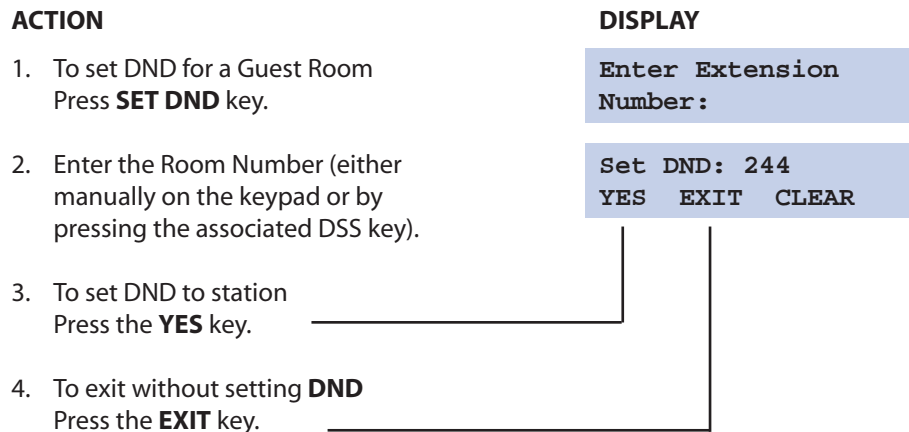 ACTION
DISPLAY
1. To set DND for a Guest Room
Press SET DND key.
Enter Extension
Number:
2. Enter the Room Number (either
manually on the keypad or by
pressing the associated DSS key).
Set DND: 244
YES EXIT CLEAR
3. To set DND to station
Press the YES key.
4. To exit without setting DND
Press the EXIT key.